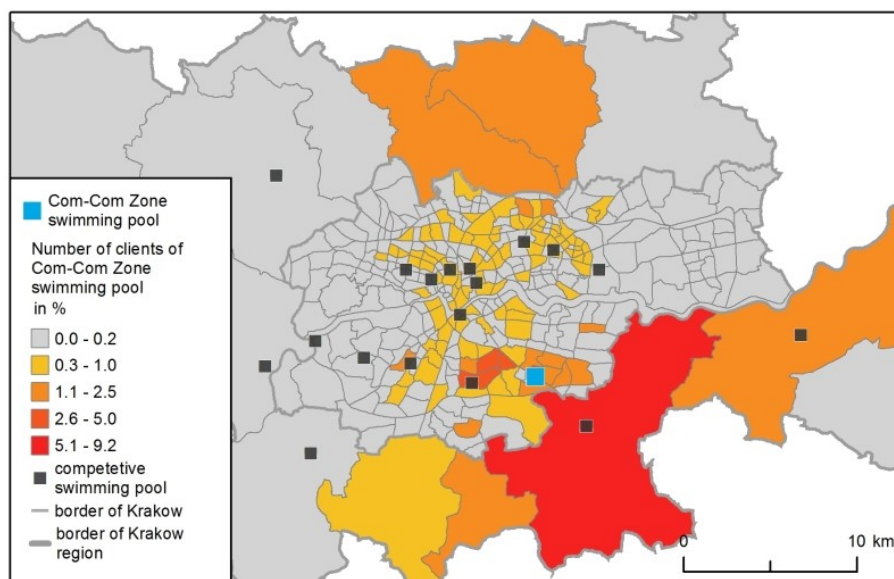 Com-Com Zone
swimming pool
Number of clients of
Com-Com Zone
swimming pool
in %
0.0 - 0.2
0.3 - 1.0
1.1 - 2.5
2.6 - 5.0
5.1 - 9.2
competetive
swimming pool
border of Krakow
border of Krakow
region
0 10 km